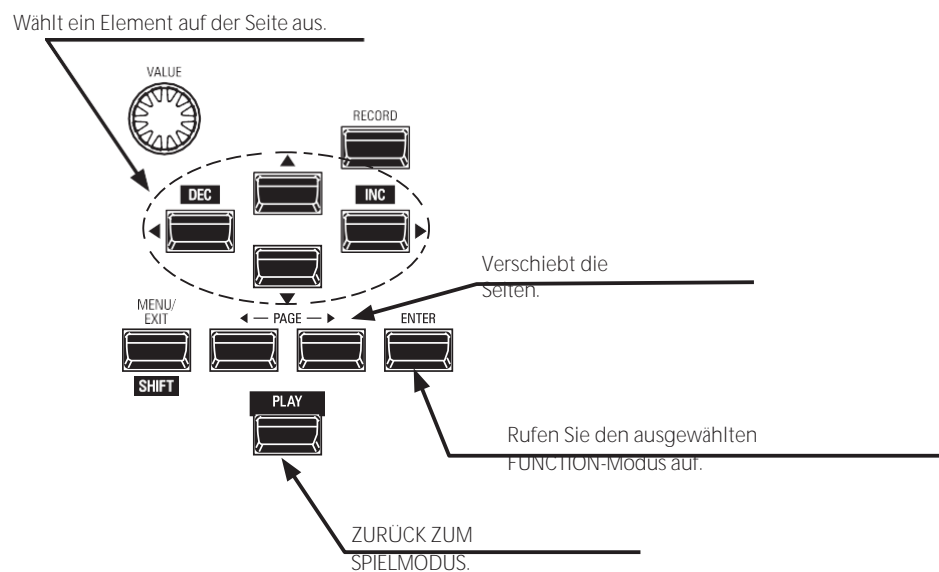 Wählt ein Element auf der Seite aus.
VALUE
RECORD
DEC
INC
Verschiebt die
Seiten.
MENU/
EXIT
PAGE
ENTER
SHIFT
PLAY
Rufen Sie den ausgewählten
FUNCTION-Modus auf.
ZURÜCK ZUM
SPIELMODUS.